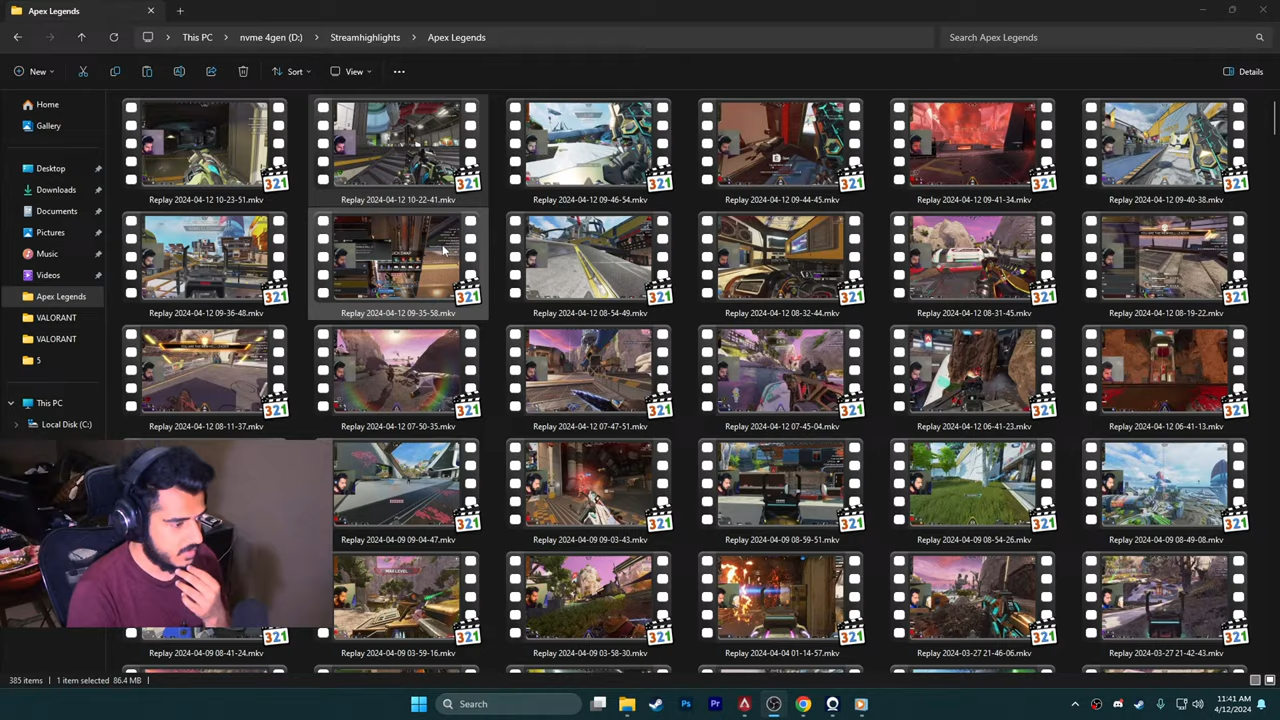 Apex Legends
This PC
nvme 4gen (D:)
Streamhighlights
Apex Legends
Search Apex Legends
New
Sort
View
Details
Home
Gallery
Desktop
Downloads
Documents
Pictures
Music
Videos
Apex Legends
VALORANT
VALORANT
5
This PC
Local Disk (C:)
Replay 2024-04-12 10-23-51.mkv
Replay 2024-04-12 10-22-41.mkv
Replay 2024-04-12 09-46-54.mkv
Replay 2024-04-12 09-44-45.mkv
Replay 2024-04-12 09-41-34.mkv
Replay 2024-04-12 09-40-38.mkv
Replay 2024-04-12 09-36-48.mkv
Replay 2024-04-12 09-35-58.mkv
Replay 2024-04-12 08-54-49.mkv
Replay 2024-04-12 08-32-44.mkv
Replay 2024-04-12 08-31-45.mkv
Replay 2024-04-12 08-19-22.mkv
Replay 2024-04-12 08-11-37.mkv
Replay 2024-04-12 07-50-35.mkv
Replay 2024-04-12 07-47-51.mkv
Replay 2024-04-12 07-45-04.mkv
Replay 2024-04-12 06-41-23.mkv
Replay 2024-04-12 06-41-13.mkv
Replay 2024-04-09 09-04-47.mkv
Replay 2024-04-09 09-03-43.mkv
Replay 2024-04-09 08-59-51.mkv
Replay 2024-04-09 08-54-26.mkv
Replay 2024-04-09 08-49-08.mkv
Replay 2024-04-09 08-41-24.mkv
Replay 2024-04-09 03-59-16.mkv
Replay 2024-04-09 03-58-30.mkv
Replay 2024-04-04 01-14-57.mkv
Replay 2024-03-27 21-46-06.mkv
Replay 2024-03-27 21-42-43.mkv
385 items
1 item selected 86.4 MB
Search
11:41 AM
4/12/2024